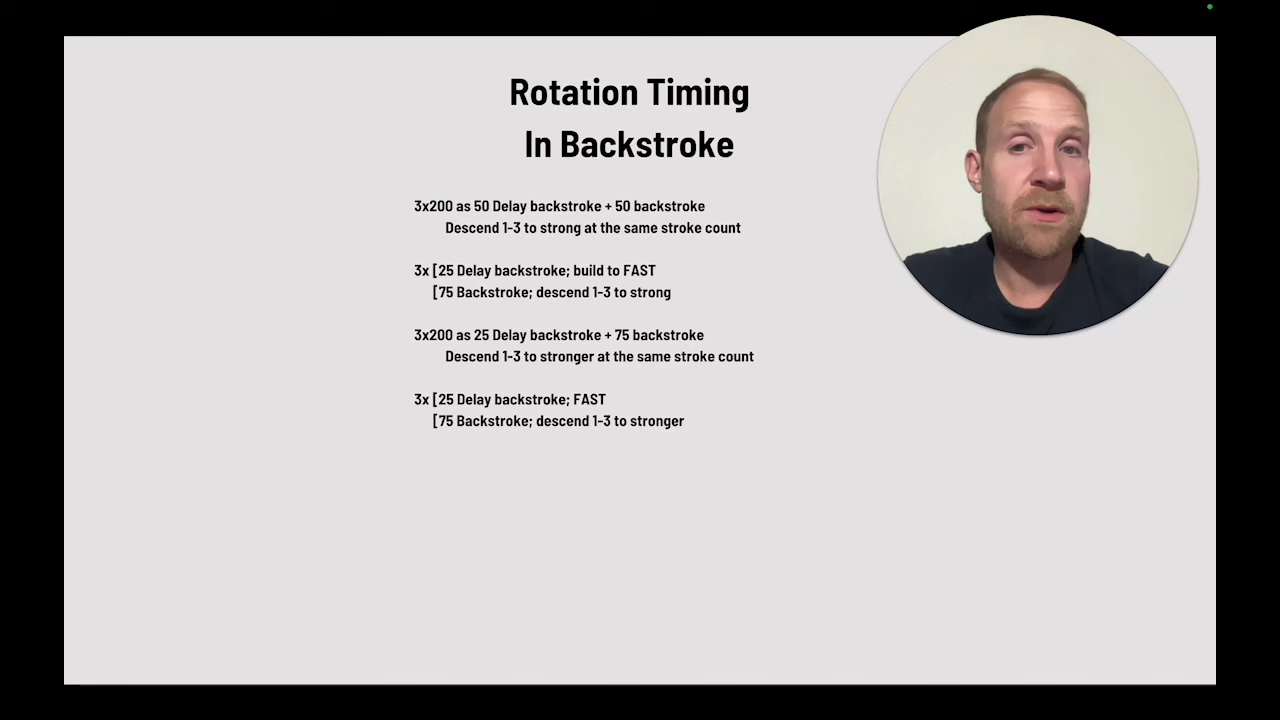 Rotation Timing
In Backstroke
3x200 as 50 Delay backstroke + 50 backstroke
Descend 1-3 to strong at the same stroke count
3x [25 Delay backstroke; build to FAST
[75 Backstroke; descend 1-3 to strong
3x200 as 25 Delay backstroke + 75 backstroke
Descend 1-3 to stronger at the same stroke count
3x [25 Delay backstroke; FAST
[75 Backstroke; descend 1-3 to stronger